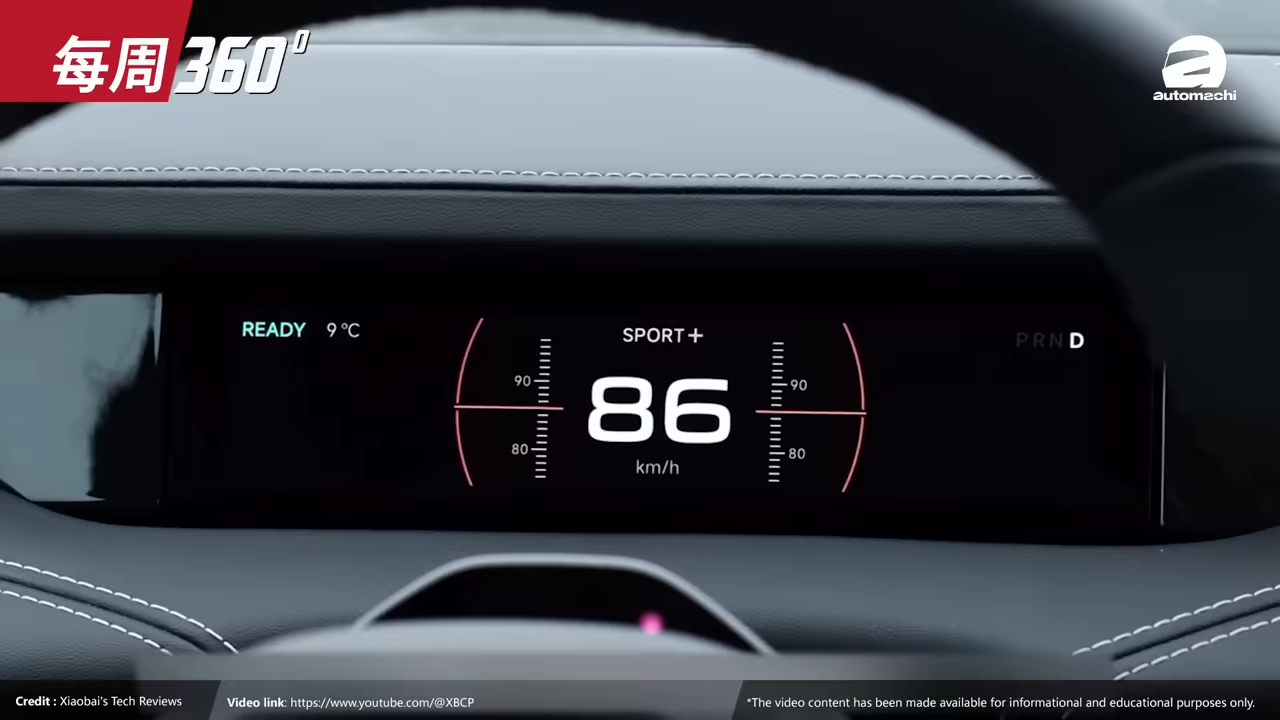 每周360°
automachi
READY 9 °C
SPORT+
PRND
90
90
86
80
80
km/h
Credit : Xiaobai's Tech Reviews
Video link: https://www.youtube.com/@XBCP
*The video content has been made available for informational and educational purposes only.